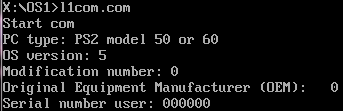 X:\OS1>l1com.com
Start com
PC type: PS2 model 50 or 60
OS version: 5
Modification number: 0
Original Equipment Manufacturer (OEM):   0
Serial number user: 000000